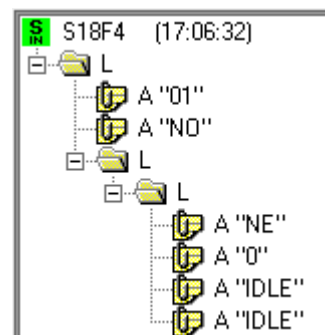 S IN S18F4 (17:06:32)
L
A "01"
A "NO"
L
L
A "NE"
A "0"
A "IDLE"
A "IDLE"